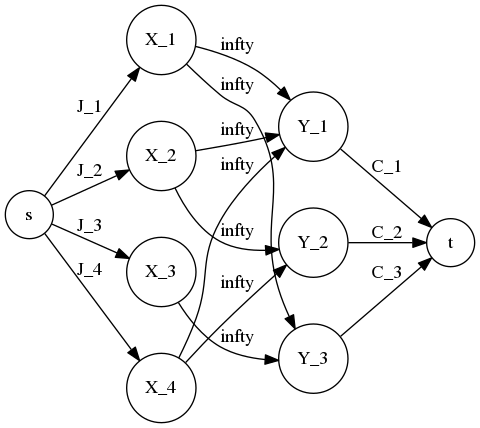 X_1
infty
infty
J_1
Y_1
infty
X_2
infty
C_1
J_2
s
J_3
infty
Y_2
C_2
t
X_3
J_4
infty
C_3
infty
Y_3
X_4